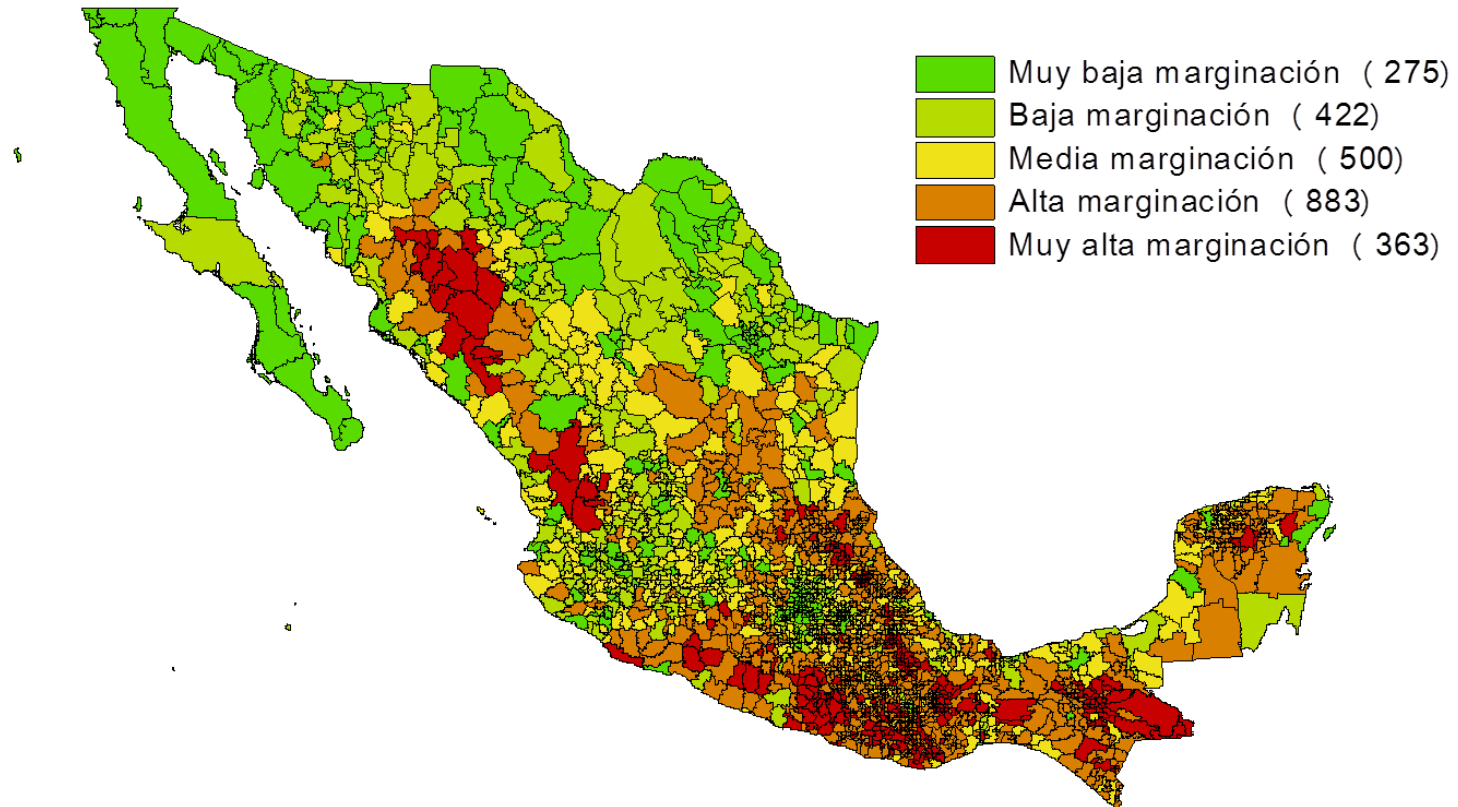 Muy baja marginación ( 275)
Baja marginación ( 422)
Media marginación ( 500)
Alta marginación ( 883)
Muy alta marginación ( 363)